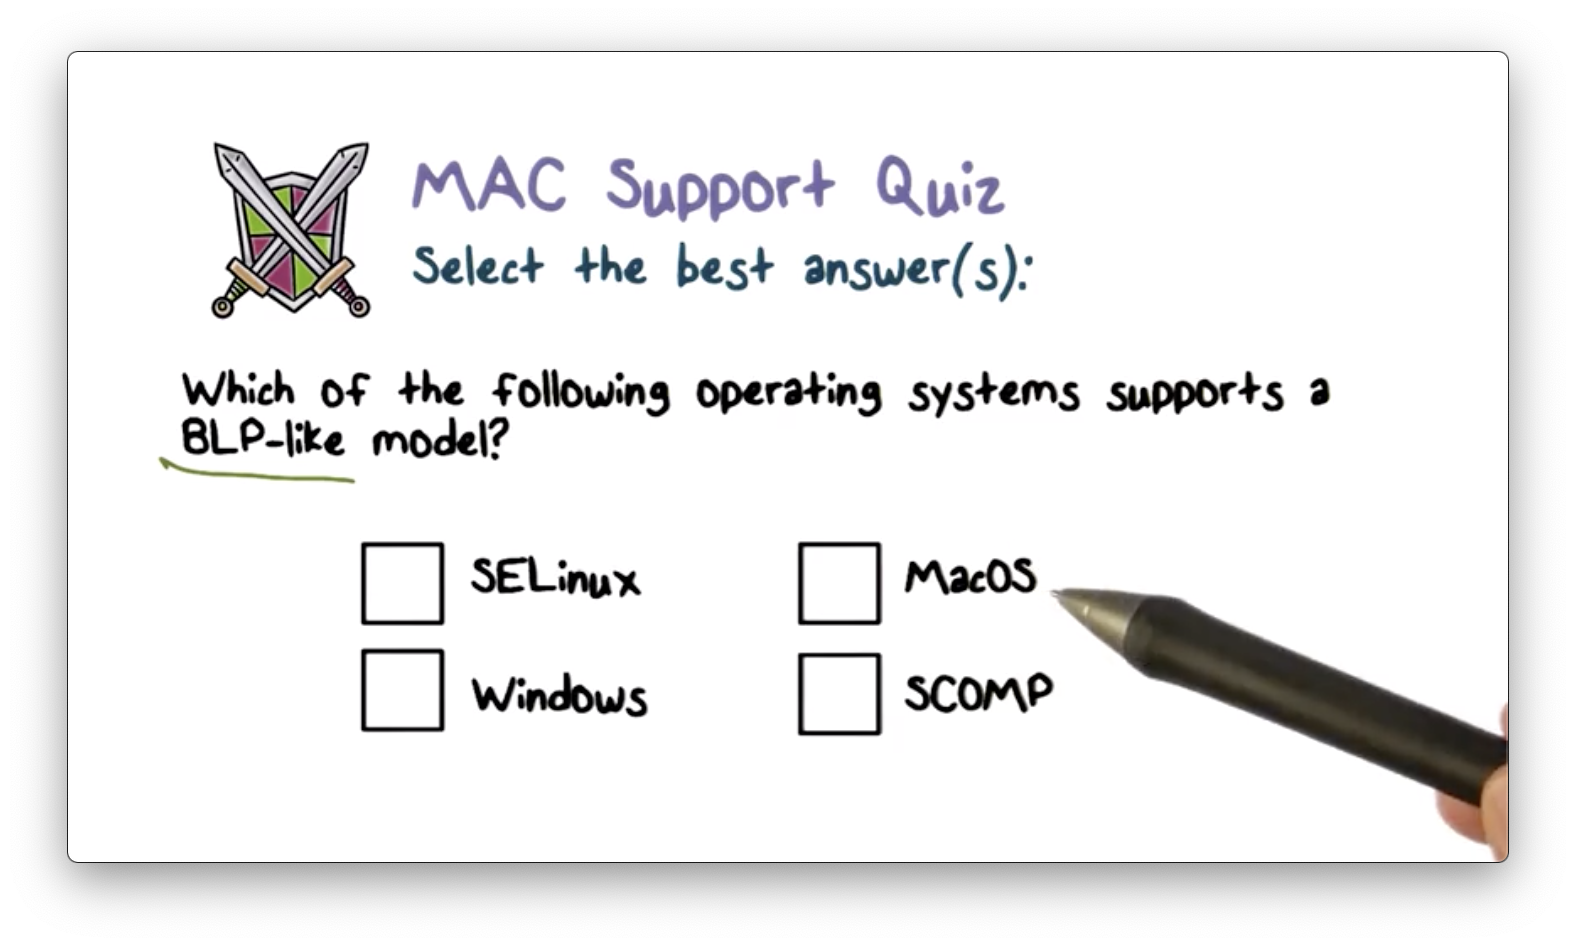 MAC Support Quiz
Select the best answer(s):
Which of the following operating systems supports a
BLP-like model?
SELinux
MacOS
Windows
SCOMP